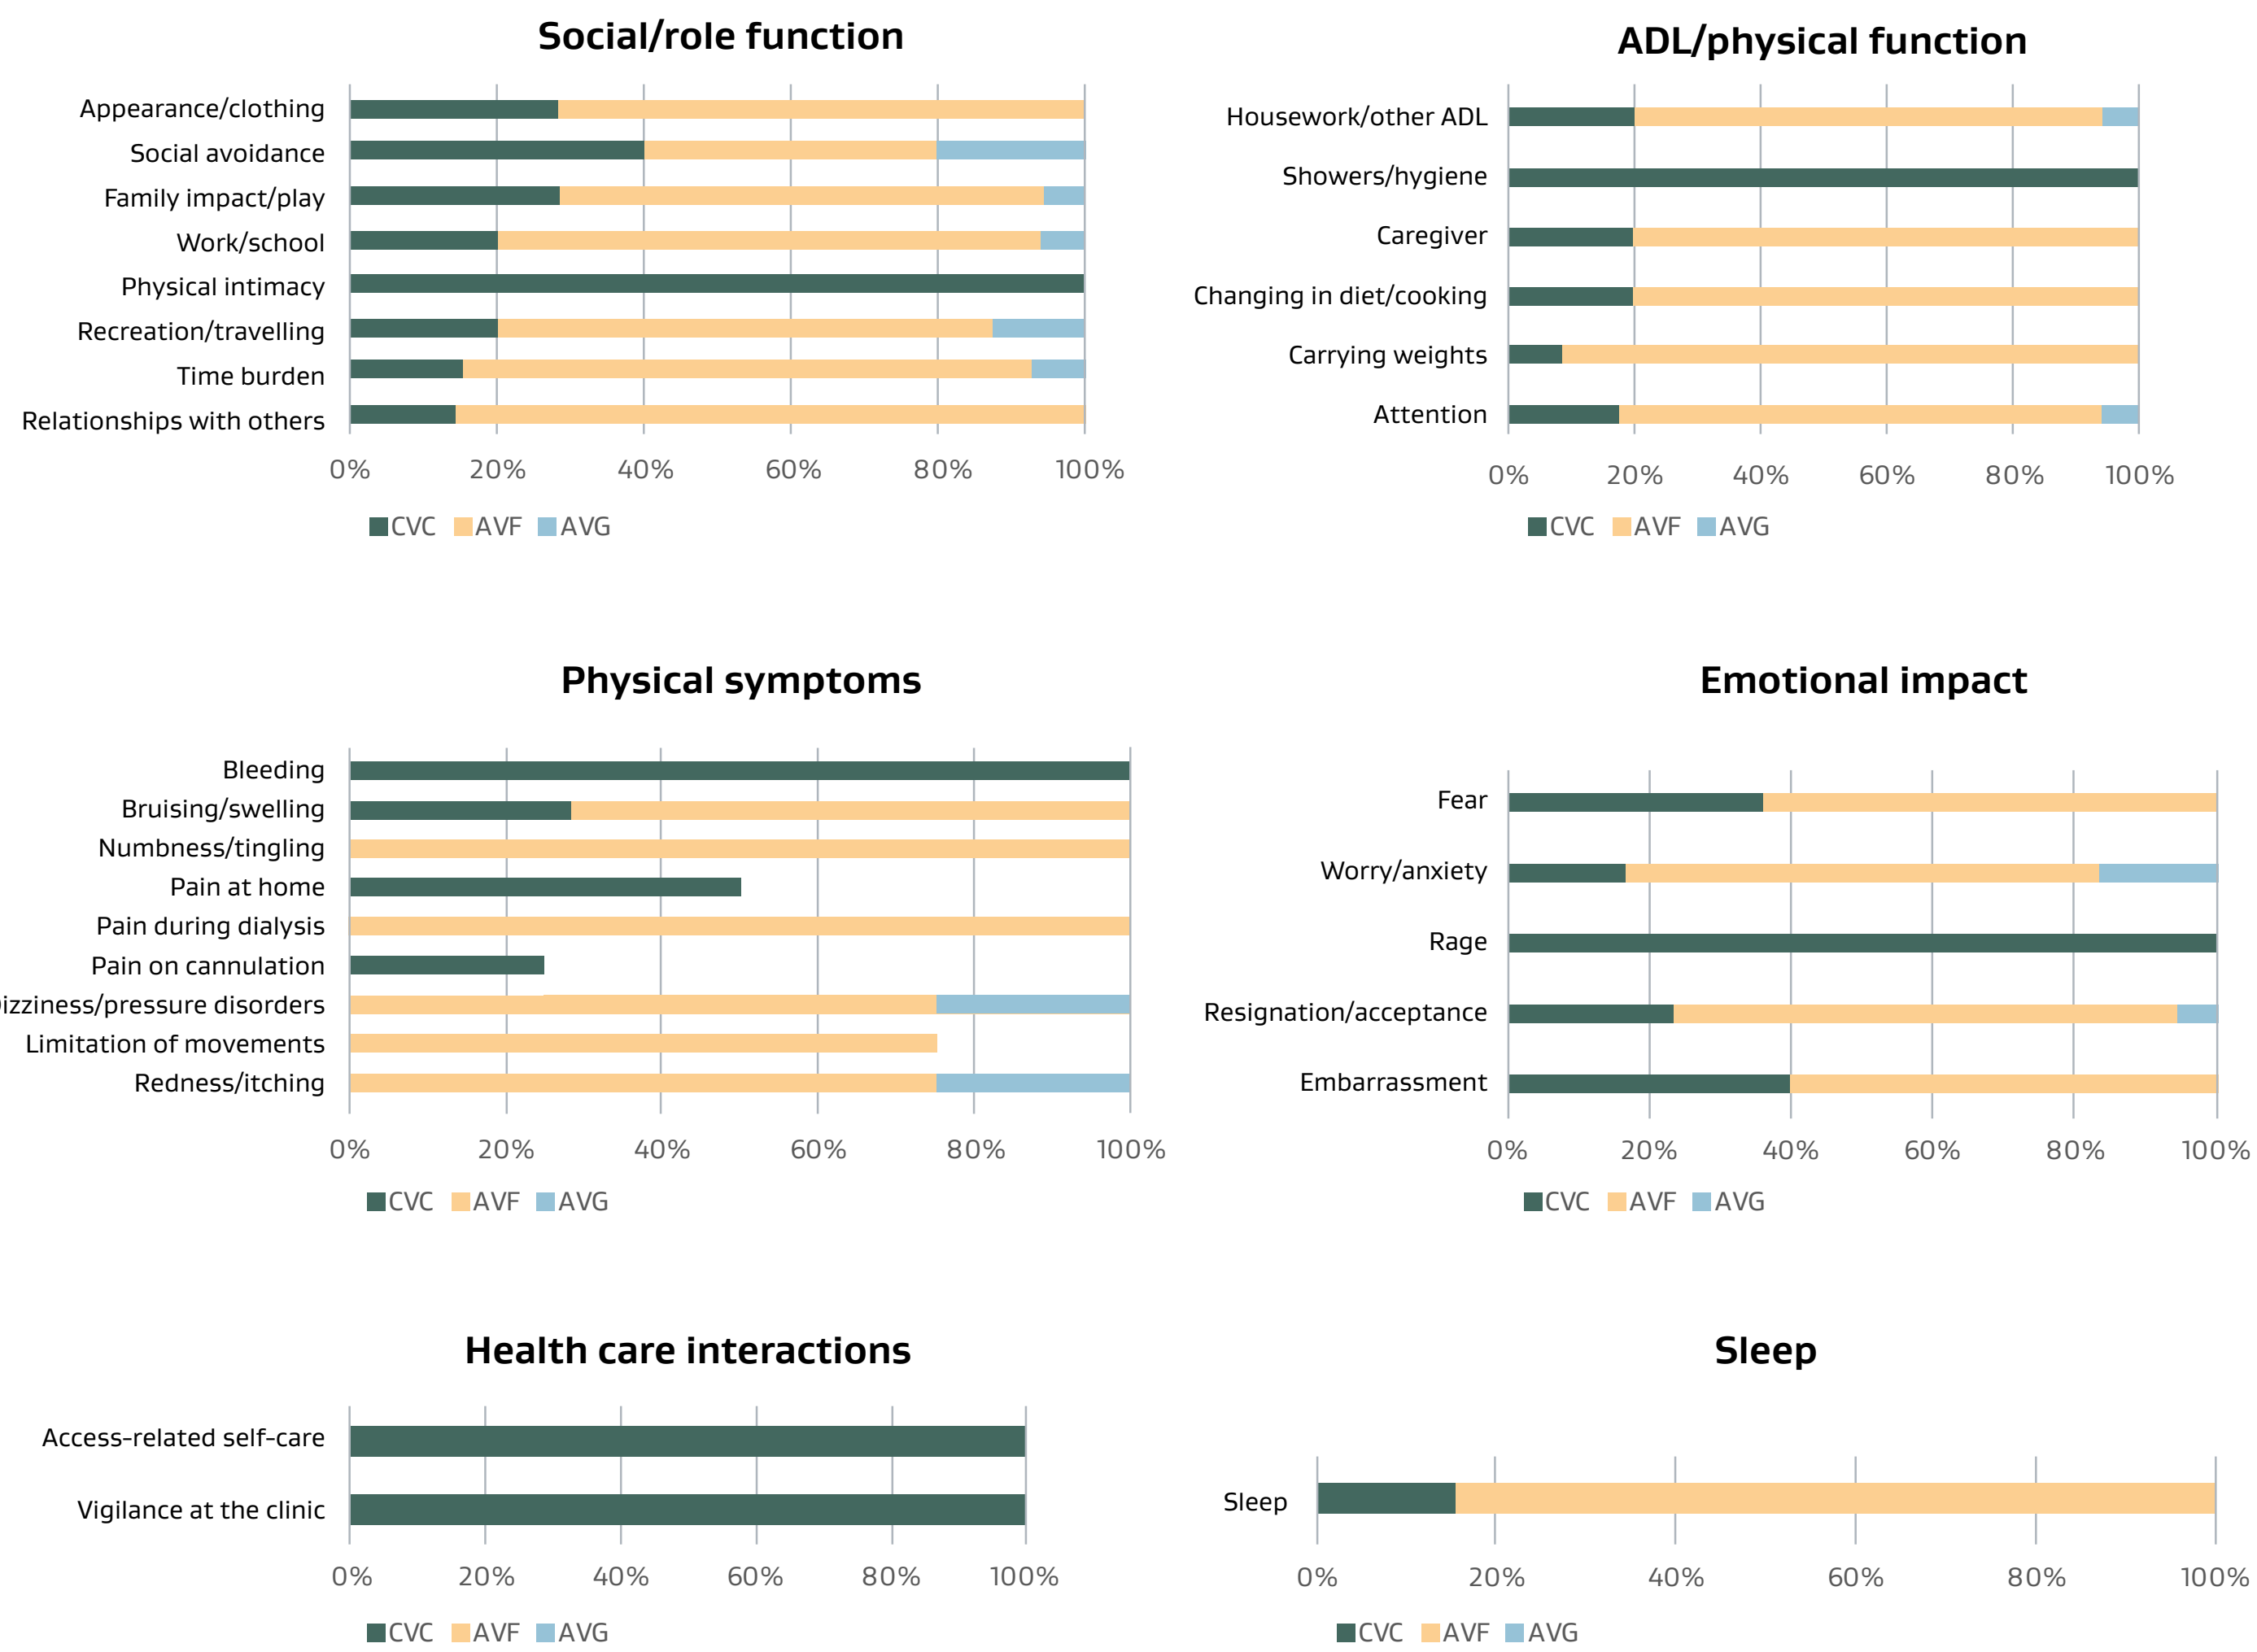 Social/role function
Appearance/clothing
Social avoidance
Family impact/play
Work/school
Physical intimacy
Recreation/travelling
Time burden
Relationships with others
0% 20% 40% 60% 80% 100%
CVC AVF AVG
ADL/physical function
Housework/other ADL
Showers/hygiene
Caregiver
Changing in diet/cooking
Carrying weights
Attention
0% 20% 40% 60% 80% 100%
CVC AVF AVG
Physical symptoms
Bleeding
Bruising/swelling
Numbness/tingling
Pain at home
Pain during dialysis
Pain on cannulation
izziness/pressure disorders
Limitation of movements
Redness/itching
0% 20% 40% 60% 80% 100%
CVC AVF AVG
Emotional impact
Fear
Worry/anxiety
Rage
Resignation/acceptance
Embarrassment
0% 20% 40% 60% 80% 100%
CVC AVF AVG
Health care interactions
Access-related self-care
Vigilance at the clinic
0% 20% 40% 60% 80% 100%
CVC AVF AVG
Sleep
Sleep
0% 20% 40% 60% 80% 100%
CVC AVF AVG